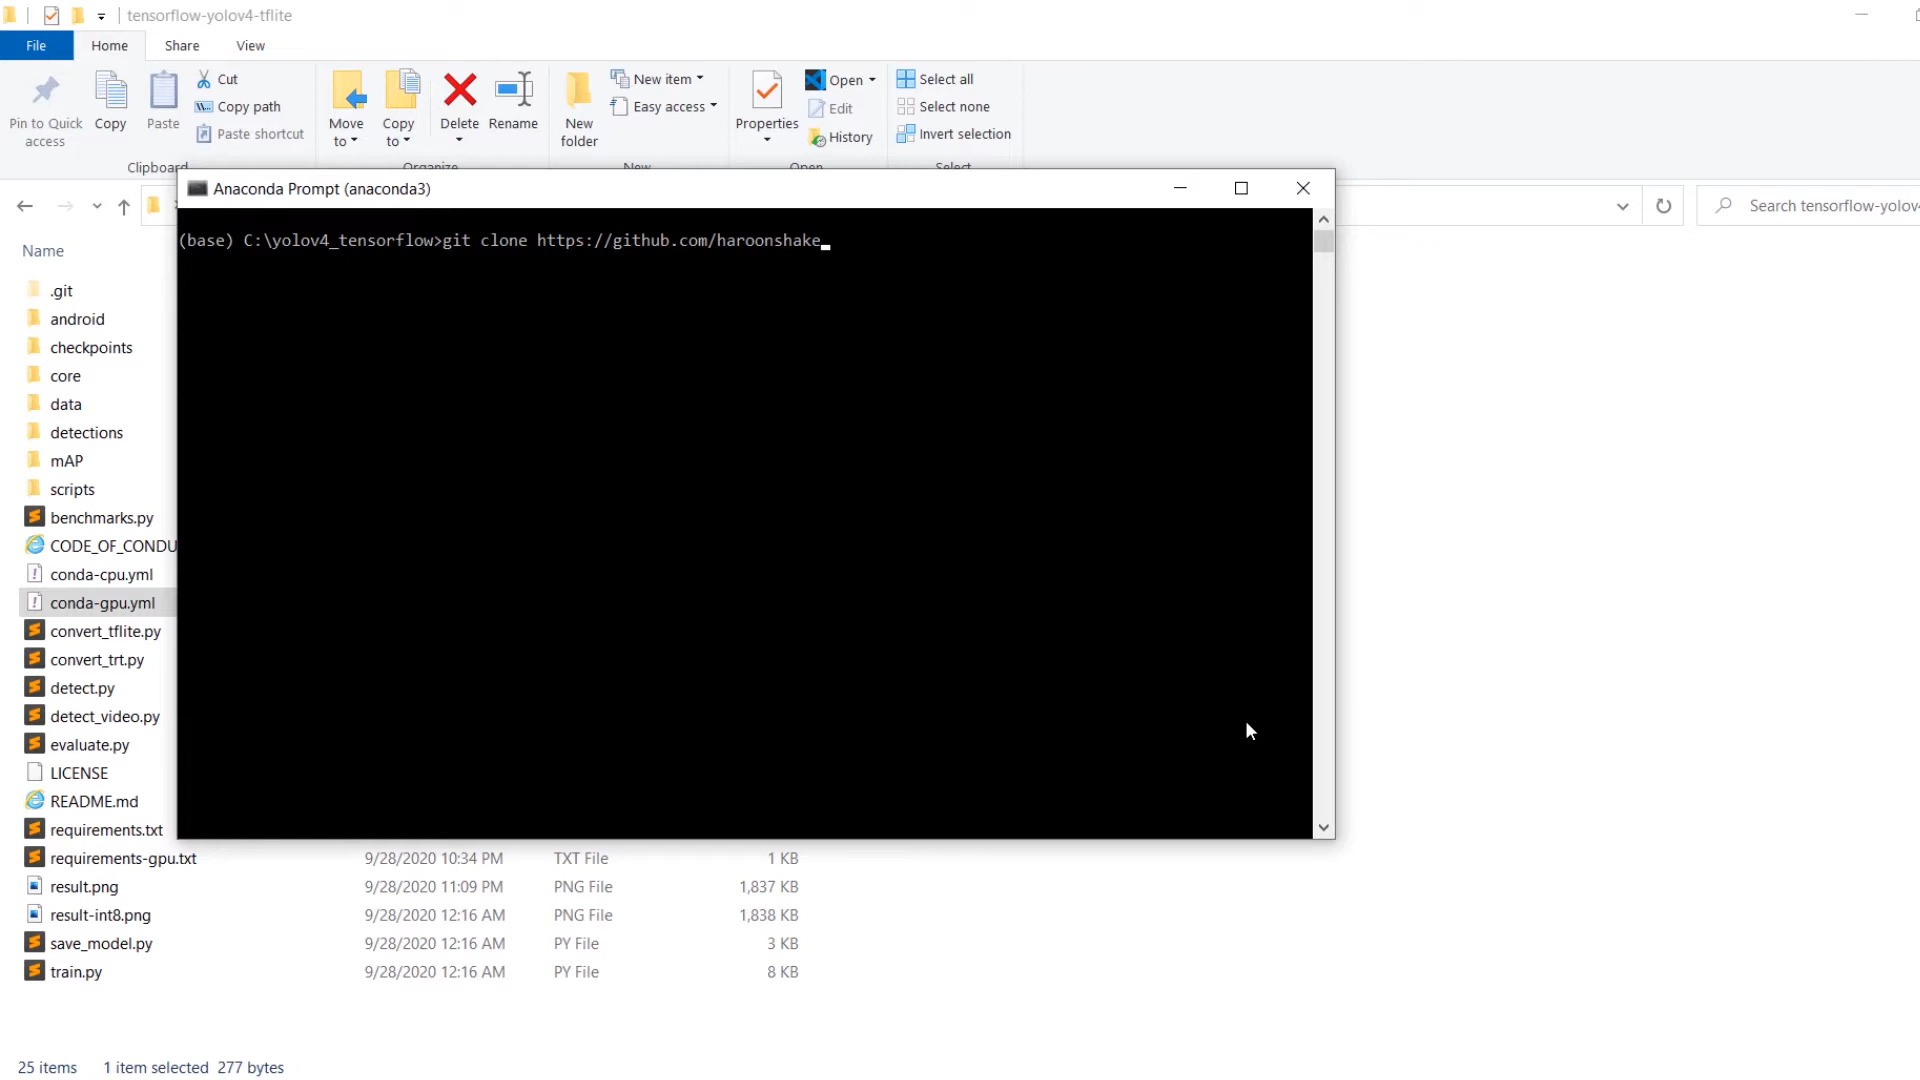 tensorflow-yolov4-tflite
File Home Share View
Pin to Quick access
Copy
Paste
Cut
Copy path
Paste shortcut
Move to
Copy to
Delete
Rename
New folder
New item
Easy access
Properties
Open
Edit
History
Select all
Select none
Invert selection
Clipboard Organize New Open Select
Anaconda Prompt (anaconda3)
Search tensorflow-yolov4
(base) C:\yolov4_tensorflow>git clone https://github.com/haroonshake
Name
.git
android
checkpoints
core
data
detections
mAP
scripts
benchmarks.py
CODE_OF_CONDU
conda-cpu.yml
conda-gpu.yml
convert_tflite.py
convert_trt.py
detect.py
detect_video.py
evaluate.py
LICENSE
README.md
requirements.txt
requirements-gpu.txt 9/28/2020 10:34 PM TXT File 1 KB
result.png 9/28/2020 11:09 PM PNG File 1,837 KB
result-int8.png 9/28/2020 12:16 AM PNG File 1,838 KB
save_model.py 9/28/2020 12:16 AM PY File 3 KB
train.py 9/28/2020 12:16 AM PY File 8 KB
25 items 1 item selected 277 bytes